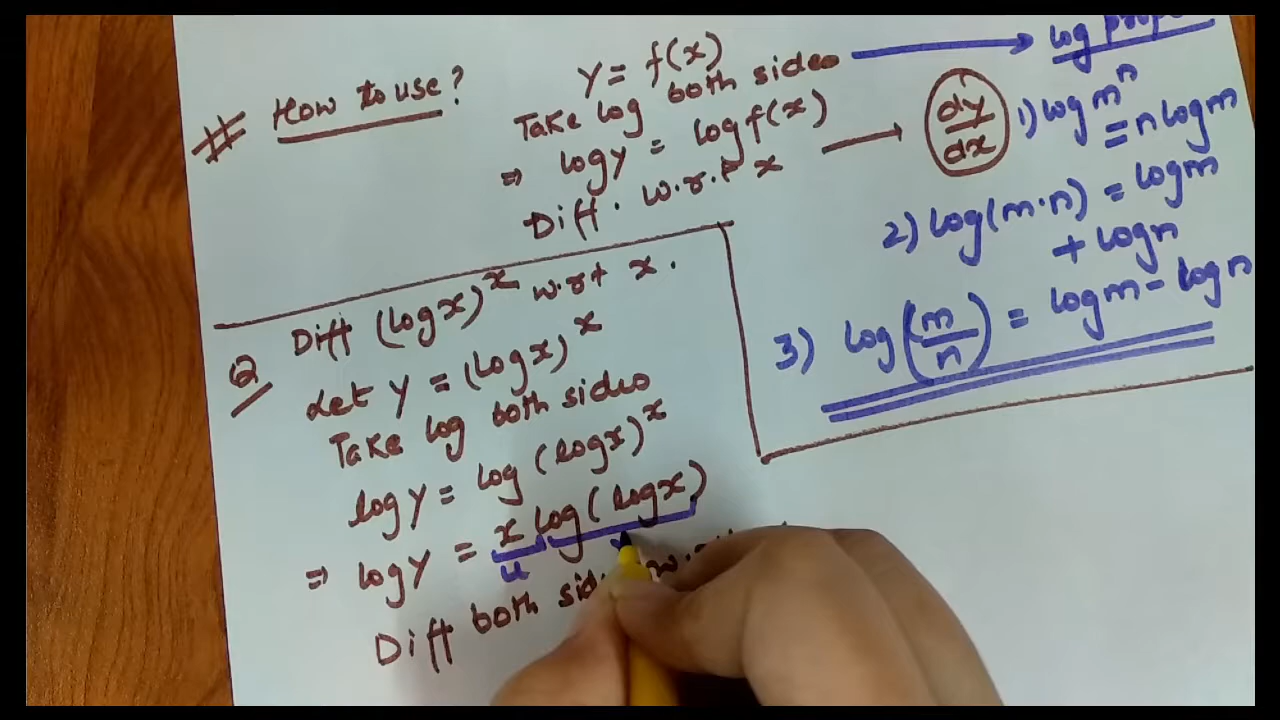 # How to use?
Y = f(x)
Take log both sides
⇒ log Y = log f(x)
Diff. w.r.t x
dy/dx
log
1) log mⁿ
= n log m
2) log(m·n) = log m
+ log n
3) log(m/n) = log m - log n
Q Diff (log x)ˣ w.r.t x.
Let Y = (log x)ˣ
Take log both sides
log Y = log (log x)ˣ
⇒ log Y = x log (log x)
u
Diff both sides w.r.t